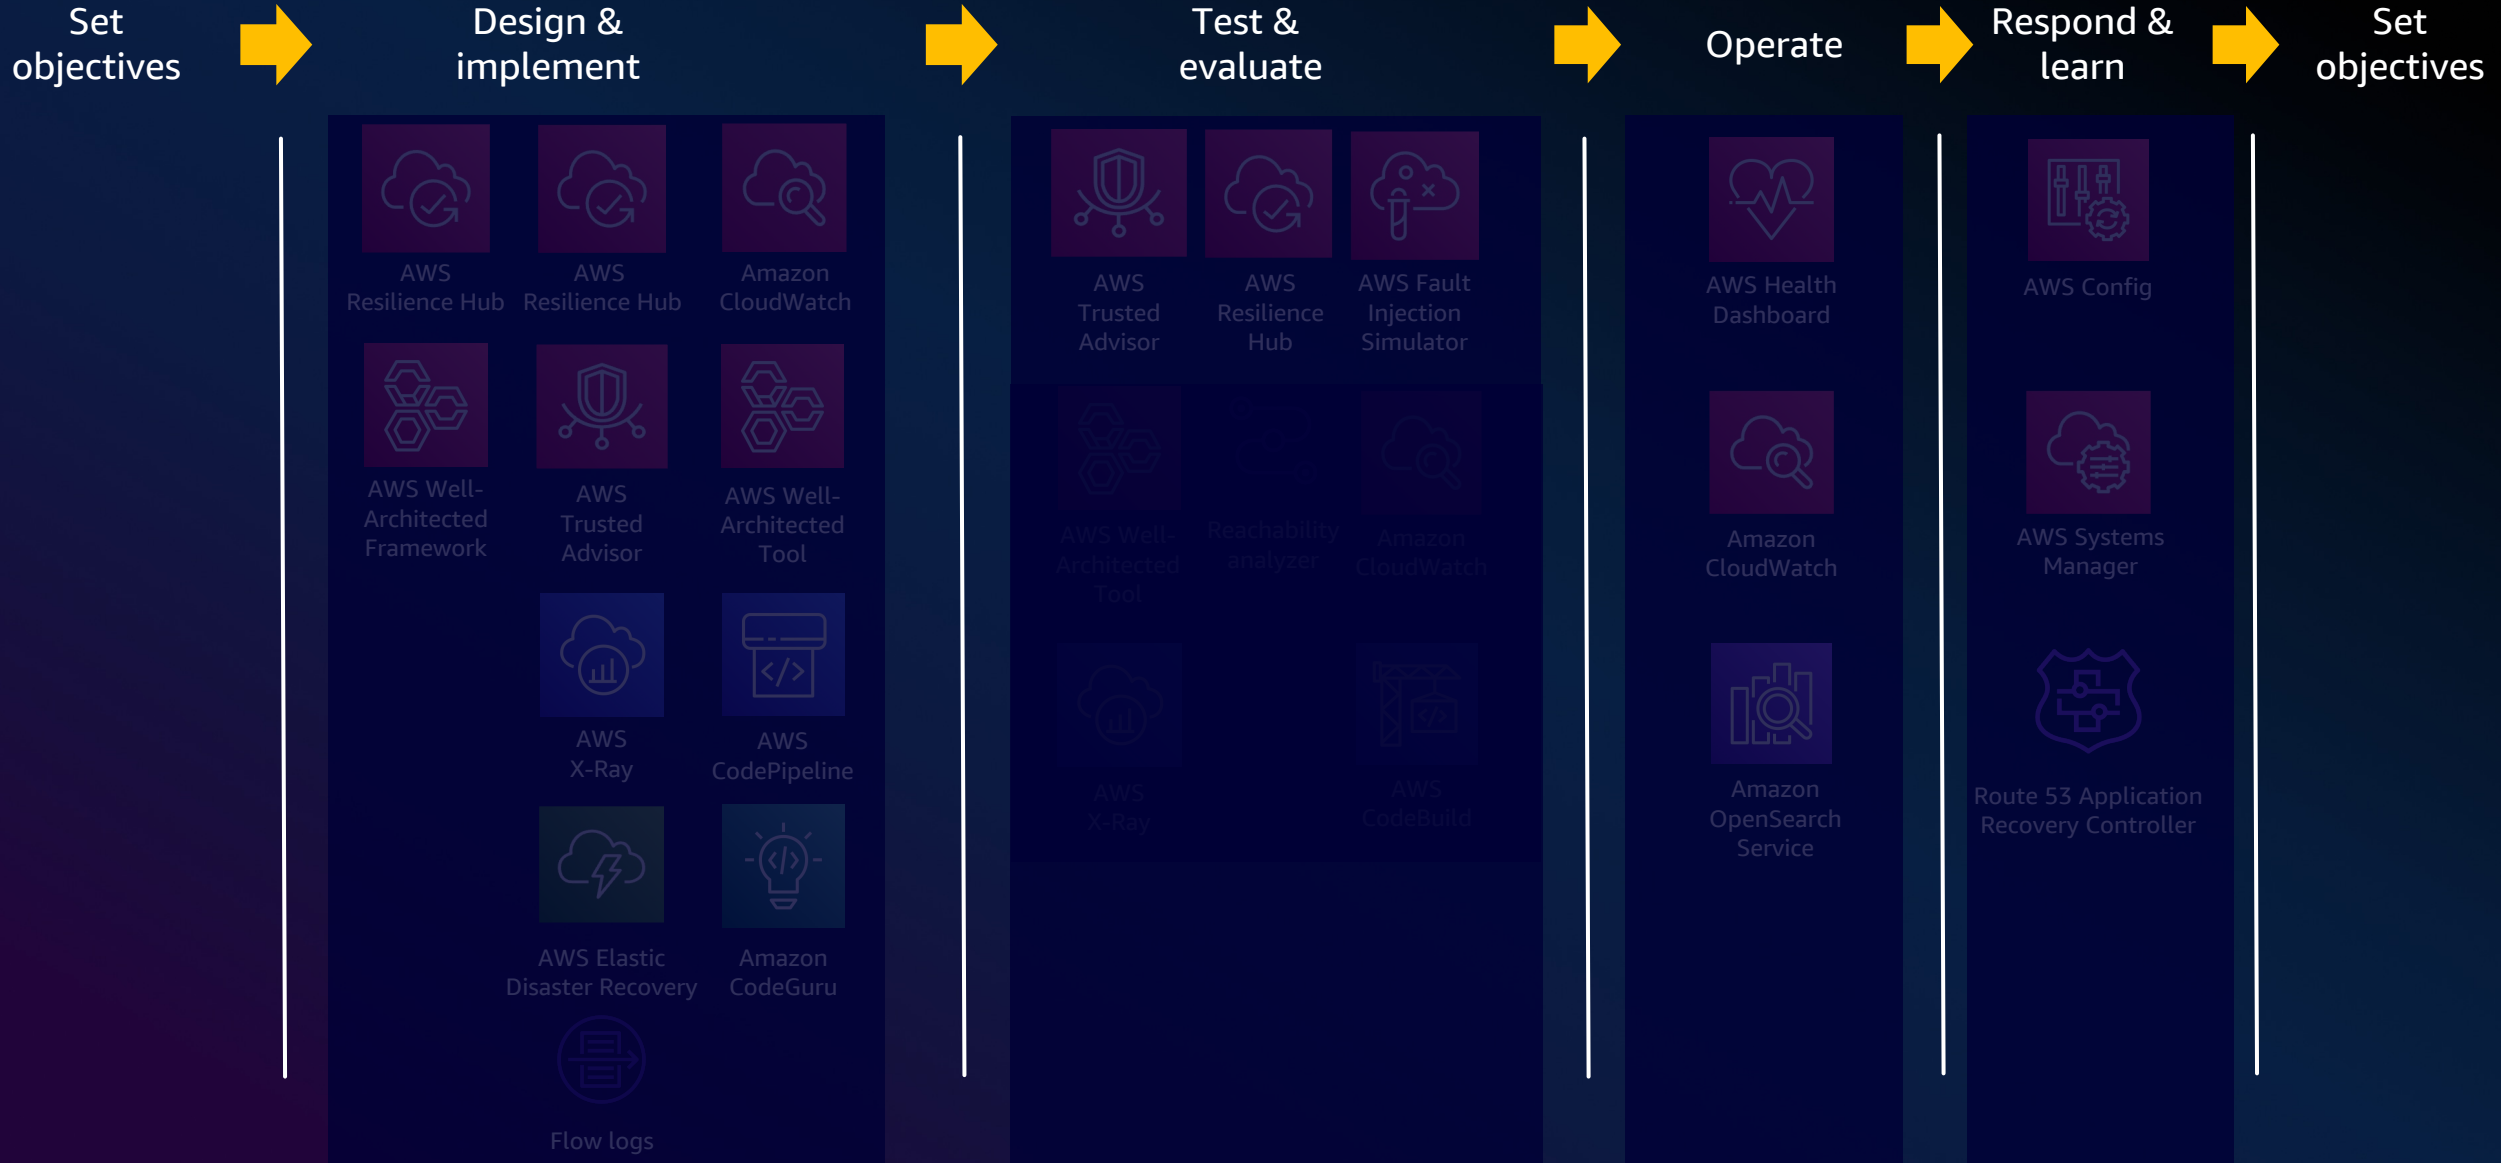 Set
objectives
Design &
implement
Test &
evaluate
Operate
Respond &
learn
Set
objectives
AWS
Resilience Hub
AWS
Resilience Hub
Amazon
CloudWatch
AWS Well-
Architected
Framework
AWS
Trusted
Advisor
AWS Well-
Architected
Tool
AWS
X-Ray
AWS
CodePipeline
AWS Elastic
Disaster Recovery
Amazon
CodeGuru
Flow logs
AWS
Trusted
Advisor
AWS
Resilience
Hub
AWS Fault
Injection
Simulator
AWS Well-
Architected
Tool
Reachability
analyzer
Amazon
CloudWatch
AWS
X-Ray
AWS
CodeBuild
AWS Health
Dashboard
Amazon
CloudWatch
Amazon
OpenSearch
Service
AWS Config
AWS Systems
Manager
Route 53 Application
Recovery Controller